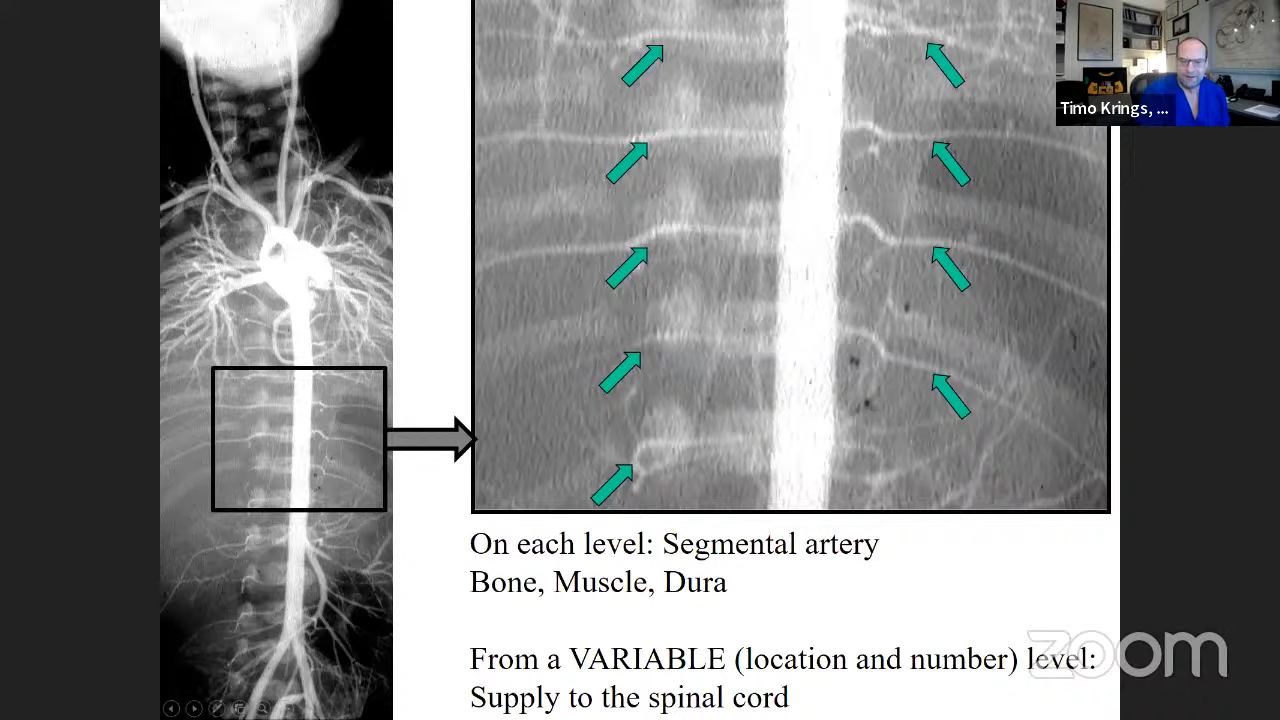 Timo Krings, ...
On each level: Segmental artery
Bone, Muscle, Dura
From a VARIABLE (location and number) level:
Supply to the spinal cord
zoom